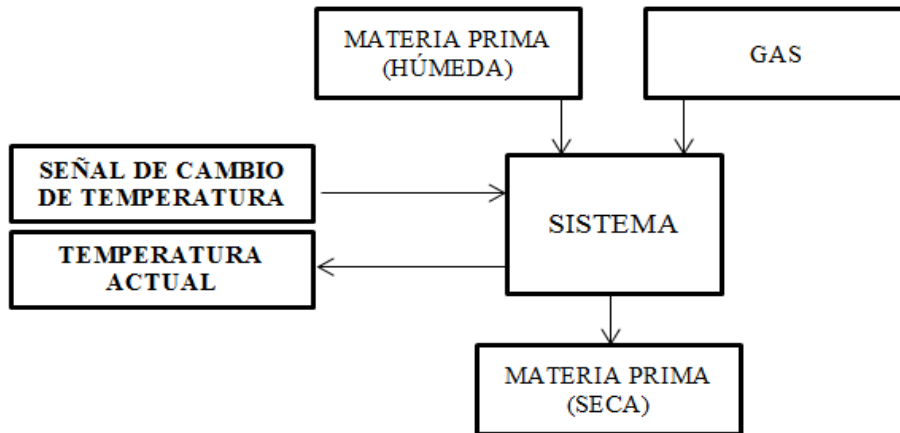 MATERIA PRIMA
(HÚMEDA)
GAS
SEÑAL DE CAMBIO
DE TEMPERATURA
SISTEMA
TEMPERATURA
ACTUAL
MATERIA PRIMA
(SECA)